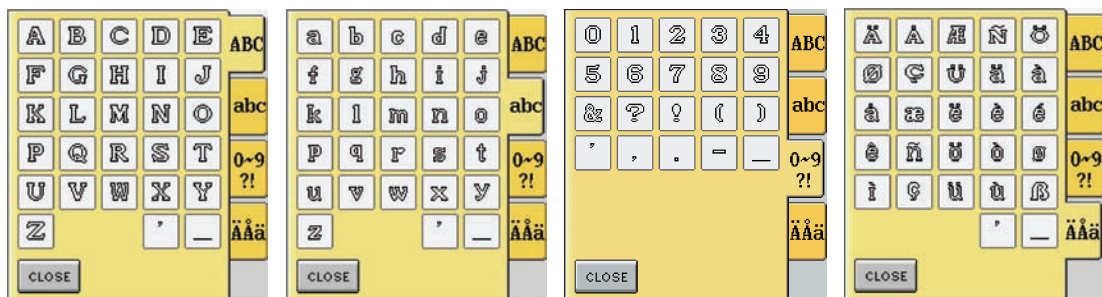 A B C D E ABC
F G H I J
K L M N O abc
P Q R S T 0~9
U V W X Y ?!
Z ' _ ÄÅä
CLOSE
a b c d e ABC
f g h i j
k l m n o abc
p q r s t 0~9
u v w x y ?!
z ' _ ÄÅä
CLOSE
0 1 2 3 4 ABC
5 6 7 8 9
& ? ! ( ) abc
' , . - _ 0~9
?!
ÄÅä
CLOSE
Ä Å Æ Ñ Ö ABC
Ø Ç Ü ä à
å æ ë è é abc
ê ñ ö ò ø 0~9
ì ç ü ù ß ?!
' _ ÄÅä
CLOSE